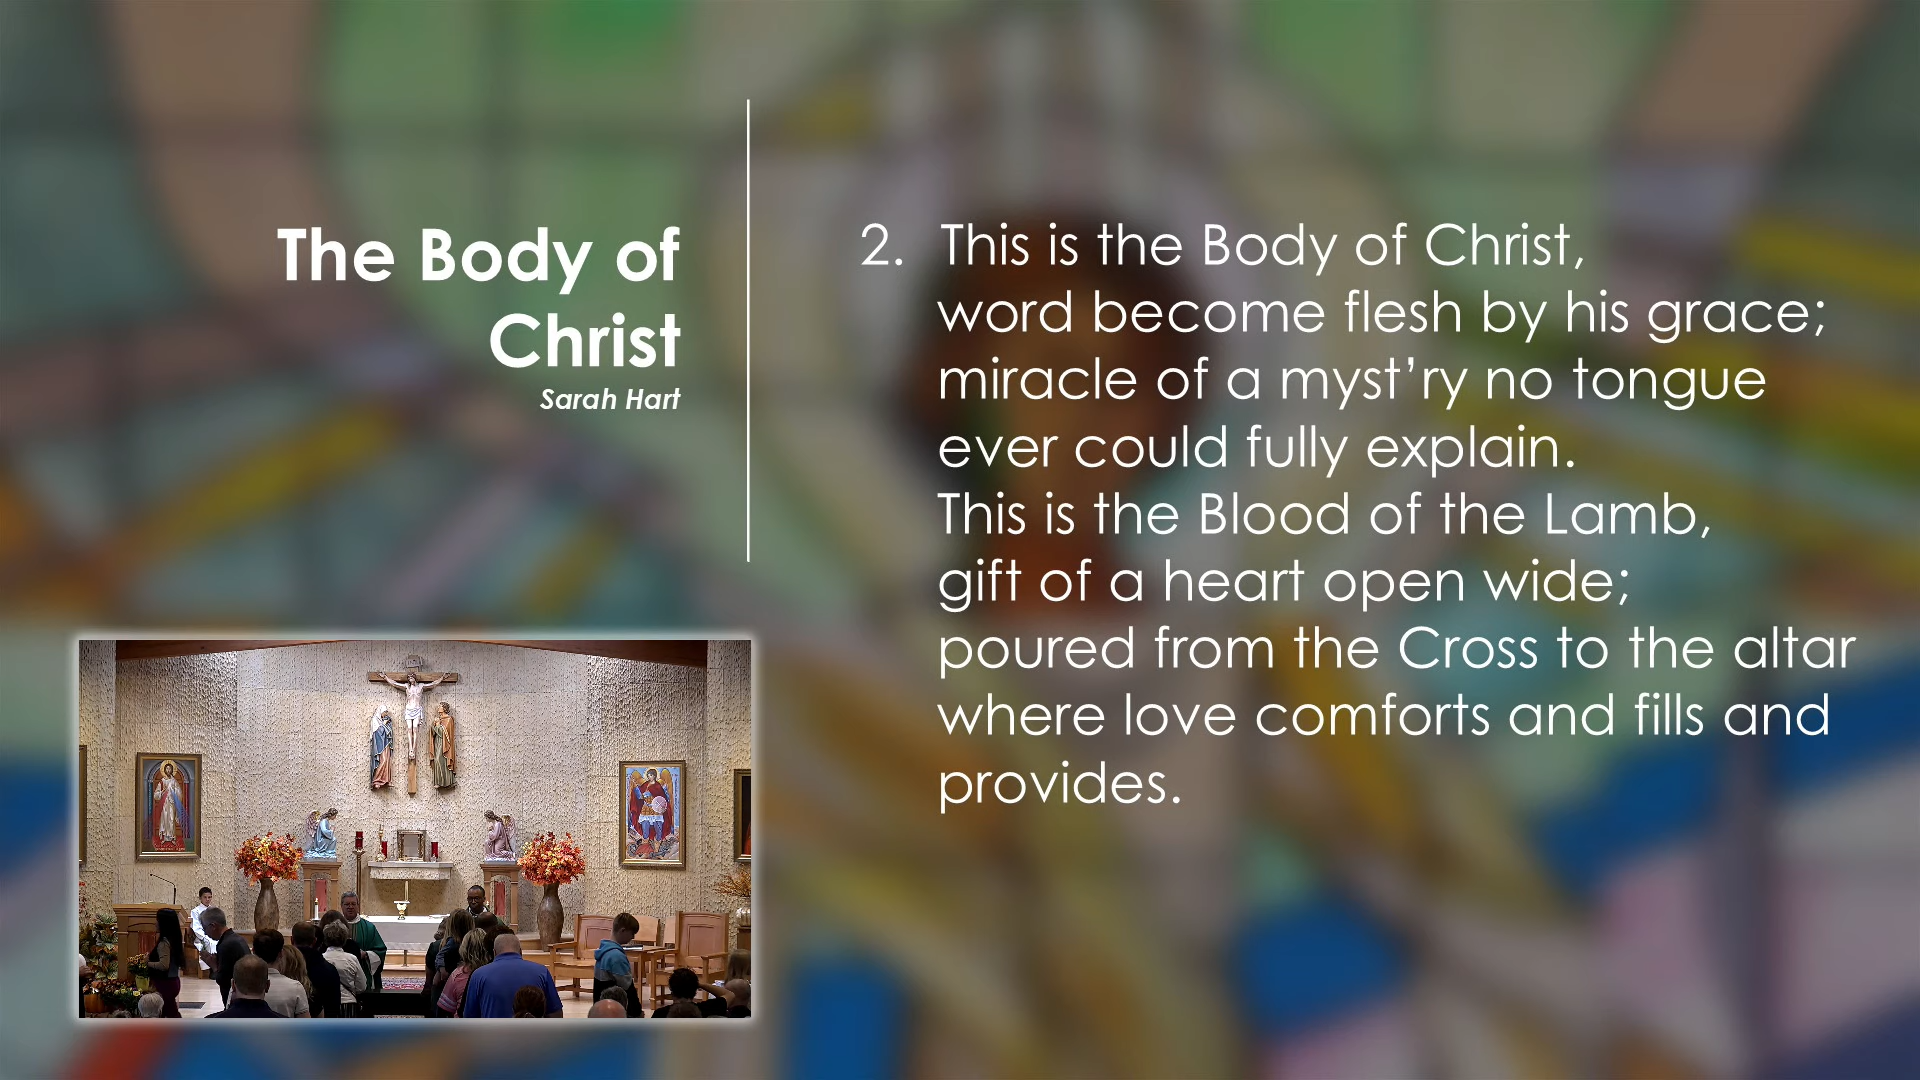 The Body of
Christ
Sarah Hart
2. This is the Body of Christ,
word become flesh by his grace;
miracle of a myst’ry no tongue
ever could fully explain.
This is the Blood of the Lamb,
gift of a heart open wide;
poured from the Cross to the altar
where love comforts and fills and
provides.